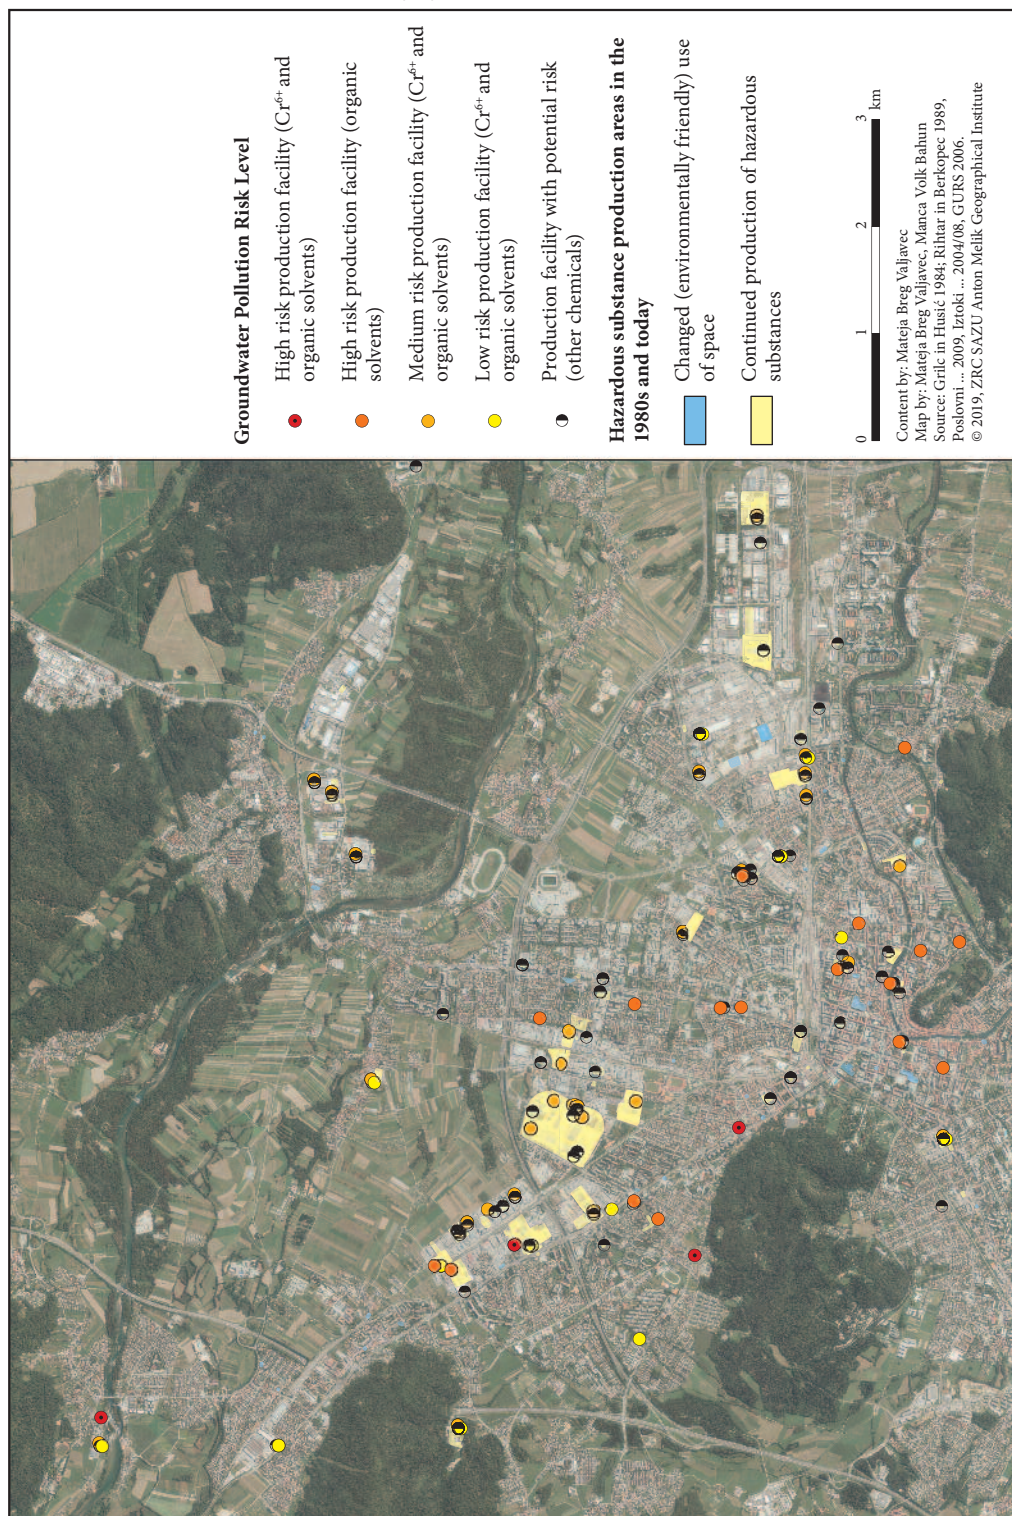 Groundwater Pollution Risk Level
High risk production facility (Cr⁶⁺ and
organic solvents)
High risk production facility (organic
solvents)
Medium risk production facility (Cr⁶⁺ and
organic solvents)
Low risk production facility (Cr⁶⁺ and
organic solvents)
Production facility with potential risk
(other chemicals)
Hazardous substance production areas in the
1980s and today
Changed (environmentally friendly) use
of space
Continued production of hazardous
substances
0 1 2 3
km
Content by: Mateja Breg Valjavec
Map by: Mateja Breg Valjavec, Manca Volk Bahun
Source: Grilc in Husić 1984; Rihtar in Berkopec 1989,
Poslovni ... 2009, Iztoki ... 2004/08, GURS 2006.
© 2019, ZRC SAZU Anton Melik Geographical Institute